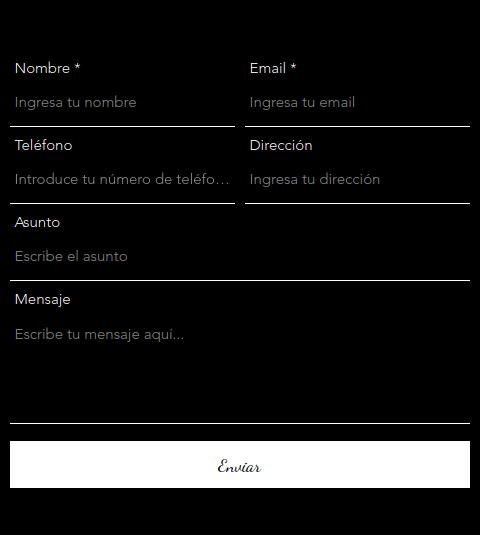 Nombre *
Email *
Ingresa tu nombre
Ingresa tu email
Teléfono
Dirección
Introduce tu número de teléfo...
Ingresa tu dirección
Asunto
Escribe el asunto
Mensaje
Escribe tu mensaje aquí...
Enviar